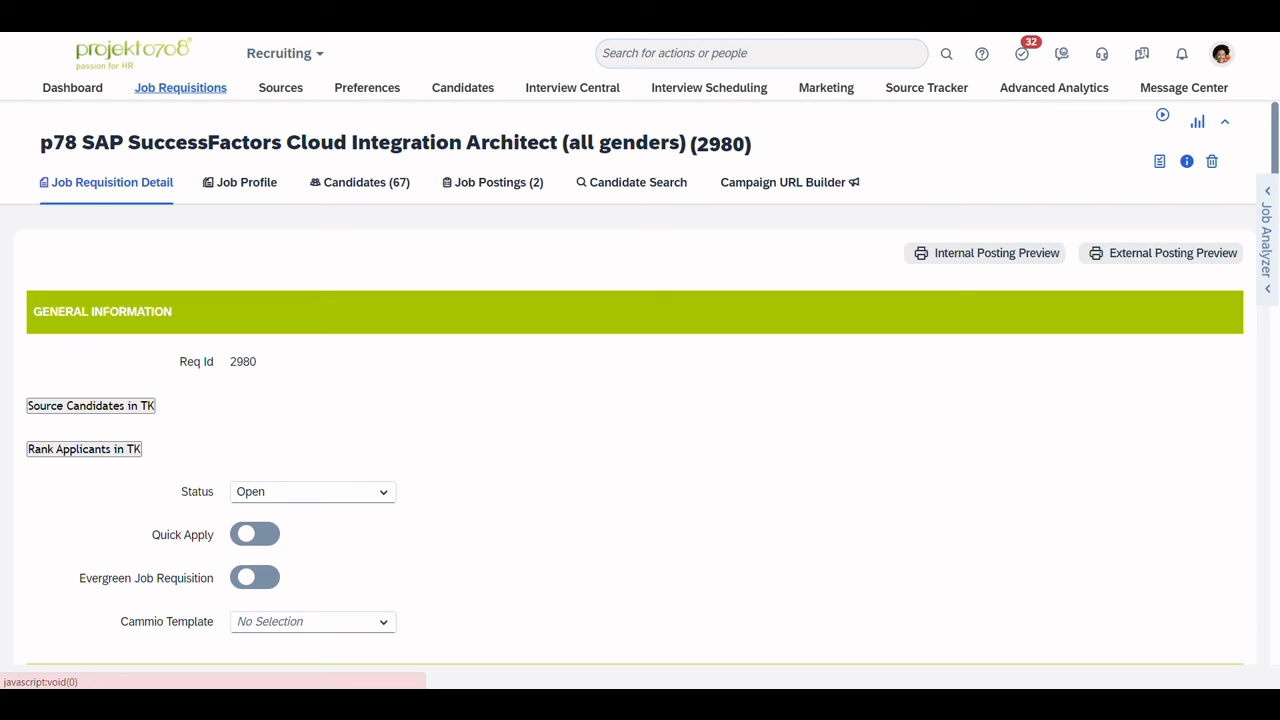 projekt0708
passion for HR
Recruiting
Search for actions or people
32
Dashboard Job Requisitions Sources Preferences Candidates Interview Central Interview Scheduling Marketing Source Tracker Advanced Analytics Message Center
p78 SAP SuccessFactors Cloud Integration Architect (all genders) (2980)
Job Requisition Detail Job Profile Candidates (67) Job Postings (2) Candidate Search Campaign URL Builder
Job Analyzer
Internal Posting Preview External Posting Preview
GENERAL INFORMATION
Req Id 2980
Source Candidates in TK
Rank Applicants in TK
Status Open
Quick Apply
Evergreen Job Requisition
Cammio Template No Selection
javascript:void(0)